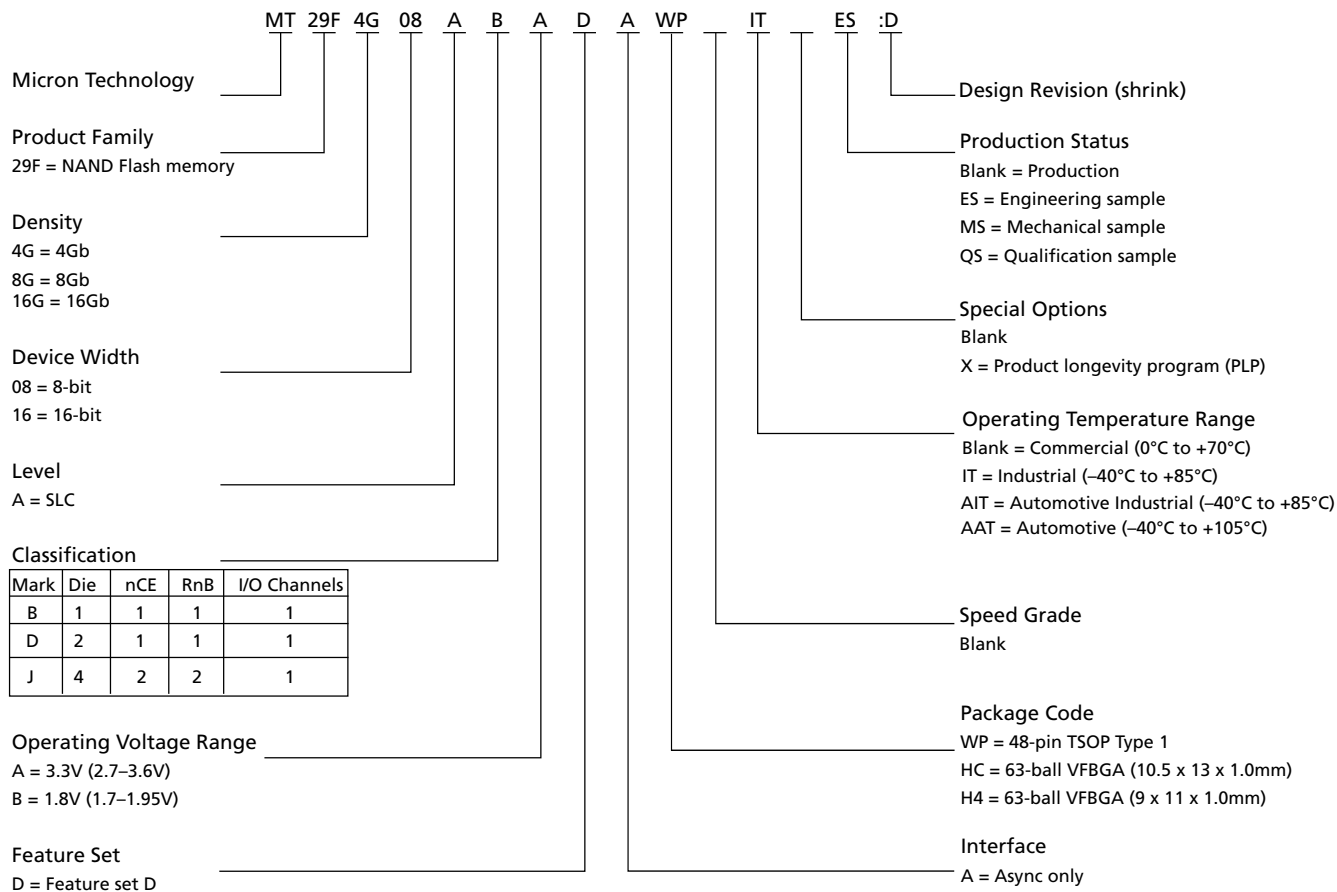 MT 29F 4G 08 A B A D A WP IT ES :D
Micron Technology
Product Family
29F = NAND Flash memory
Density
4G = 4Gb
8G = 8Gb
16G = 16Gb
Device Width
08 = 8-bit
16 = 16-bit
Level
A = SLC
Classification
Mark Die nCE RnB I/O Channels
B 1 1 1 1
D 2 1 1 1
J 4 2 2 1
Operating Voltage Range
A = 3.3V (2.7–3.6V)
B = 1.8V (1.7–1.95V)
Feature Set
D = Feature set D
Design Revision (shrink)
Production Status
Blank = Production
ES = Engineering sample
MS = Mechanical sample
QS = Qualification sample
Special Options
Blank
X = Product longevity program (PLP)
Operating Temperature Range
Blank = Commercial (0°C to +70°C)
IT = Industrial (–40°C to +85°C)
AIT = Automotive Industrial (–40°C to +85°C)
AAT = Automotive (–40°C to +105°C)
Speed Grade
Blank
Package Code
WP = 48-pin TSOP Type 1
HC = 63-ball VFBGA (10.5 x 13 x 1.0mm)
H4 = 63-ball VFBGA (9 x 11 x 1.0mm)
Interface
A = Async only